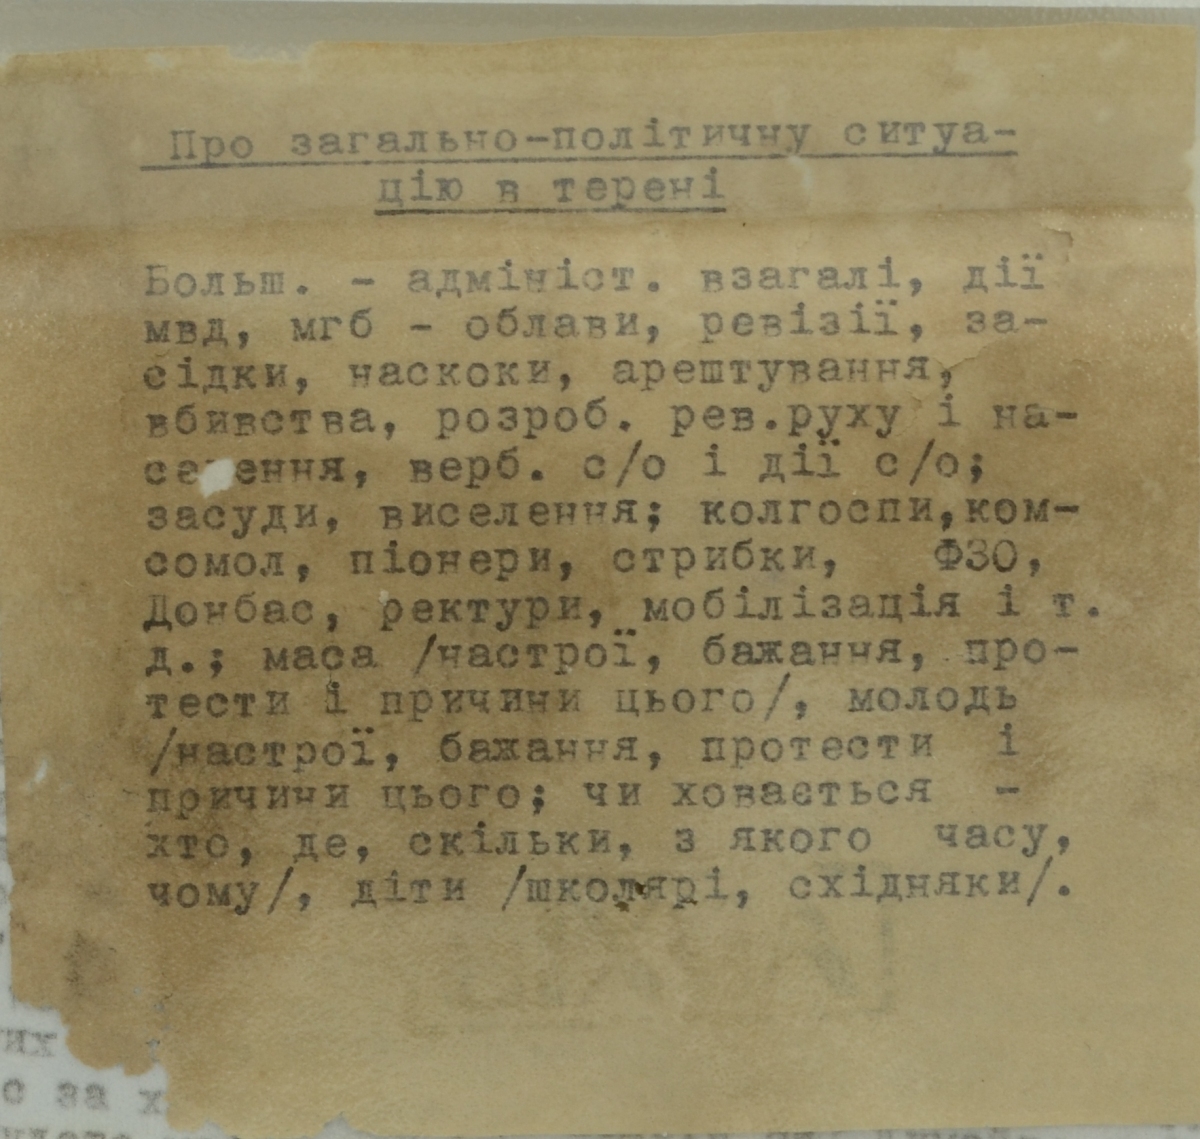 Про загально-політичну ситуа-
цію в терені
Больш. - адмініст. взагалі, дії
мвд, мгб - облави, ревізії, за-
сідки, наскоки, арештування,
вбивства, розроб. рев.руху і на-
селення, верб. с/о і дії с/о;
засуди, виселення; колгоспи,ком-
сомол, піонери, стрибки, ФЗО,
Донбас, ректури, мобілізація і т.
д.; маса /настрої, бажання, про-
тести і причини цього/, молодь
/настрої, бажання, протести і
причини цього; чи ховається -
хто, де, скільки, з якого часу,
чому/, діти /школярі, східняки/.
их
с за х